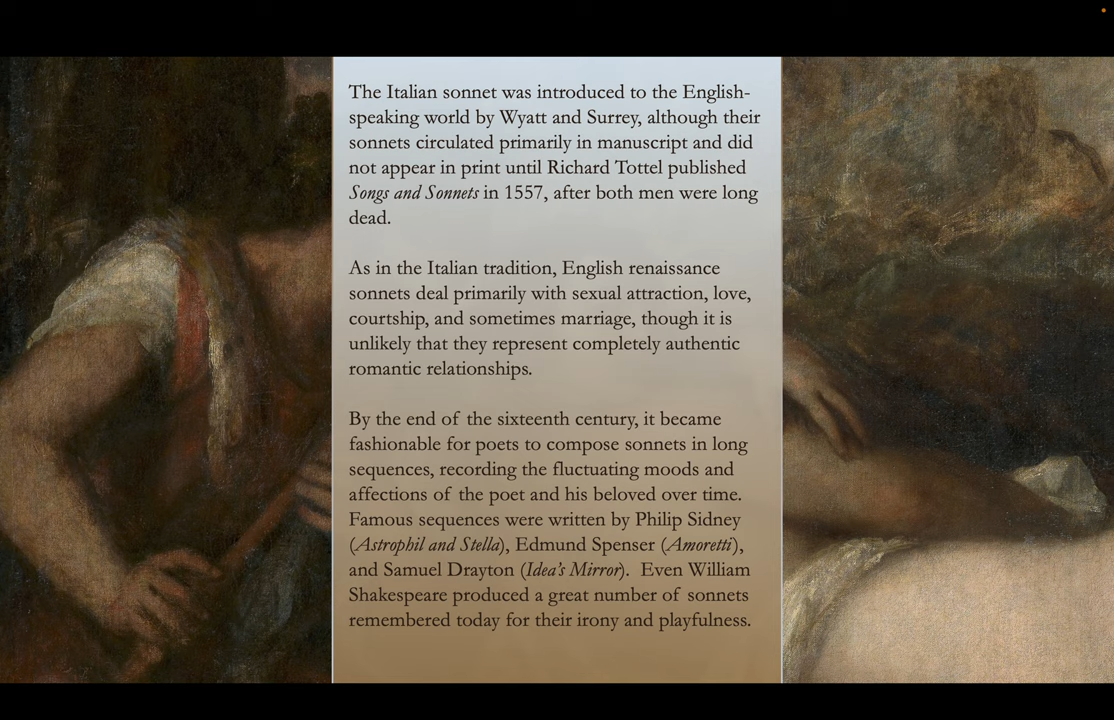 The Italian sonnet was introduced to the English-
speaking world by Wyatt and Surrey, although their
sonnets circulated primarily in manuscript and did
not appear in print until Richard Tottel published
Songs and Sonnets in 1557, after both men were long
dead.
As in the Italian tradition, English renaissance
sonnets deal primarily with sexual attraction, love,
courtship, and sometimes marriage, though it is
unlikely that they represent completely authentic
romantic relationships.
By the end of the sixteenth century, it became
fashionable for poets to compose sonnets in long
sequences, recording the fluctuating moods and
affections of the poet and his beloved over time.
Famous sequences were written by Philip Sidney
(Astrophil and Stella), Edmund Spenser (Amoretti),
and Samuel Drayton (Idea's Mirror).  Even William
Shakespeare produced a great number of sonnets
remembered today for their irony and playfulness.